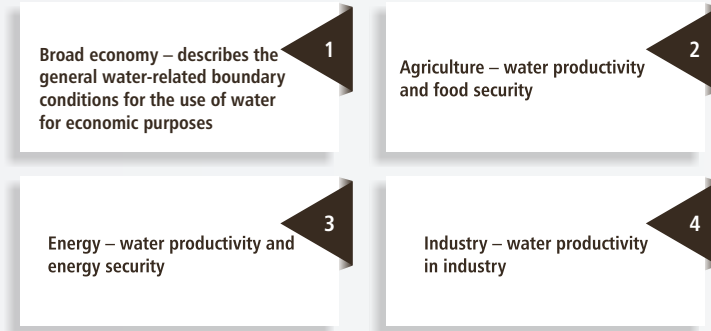 Broad economy – describes the
general water-related boundary
conditions for the use of water
for economic purposes
1
Agriculture – water productivity
and food security
2
Energy – water productivity and
energy security
3
Industry – water productivity
in industry
4